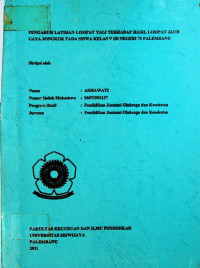 PENGARUH LATIHAN LOMPAT TALI TERHADAP HASIL LOMPAT JAUH
GAYA JONGKOK PADA SISWA KELAS V SD NEGERI 78 PALEMBANG
Skripsi oleh
Nama : ASMAWATI
Nomor Induk Mahasiswa :
Program Studi : Pendidikan Jasmani Olahraga dan Kesehatan
Jurusan : Pendidikan Jasmani Olahraga dan Kesehatan
FAKULTAS KEGURUAN DAN ILMU PENDIDIKAN
UNIVERSITAS SRIWIJAYA
PALEMBANG
2011